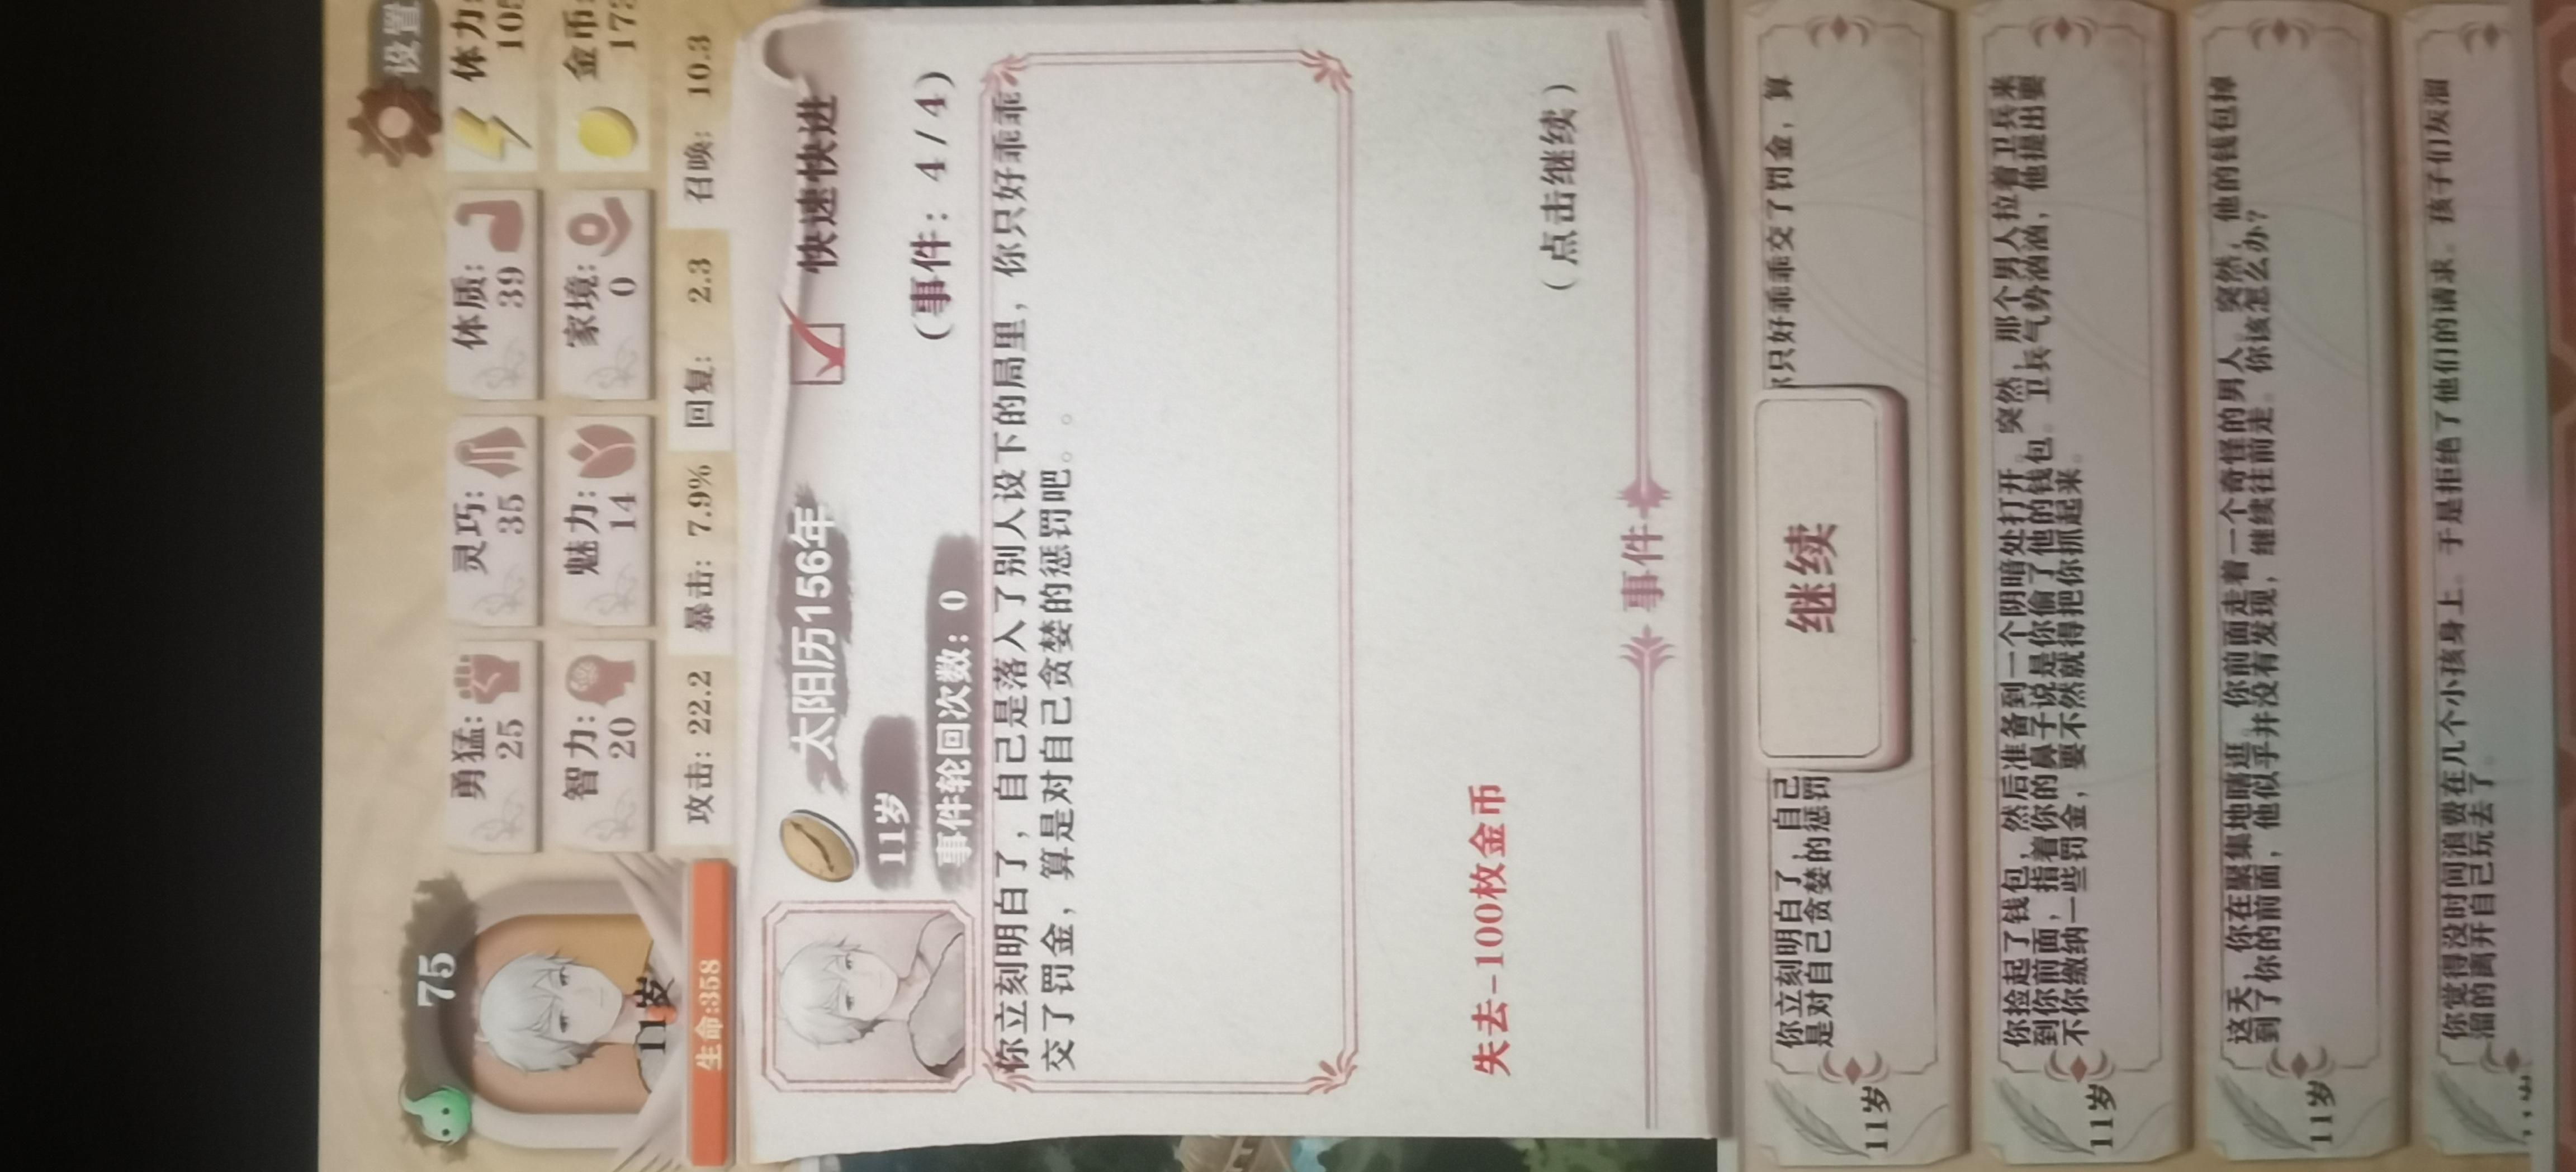 设置
75
11岁
生命:358
勇猛:
25
灵巧:
35
体质:
39
体力:
智力:
20
魅力:
14
家境:
0
金币:
攻击: 22.2
暴击: 7.9%
回复: 2.3
召唤: 10.3
太阳历156年
快速快进
11岁
事件轮回次数: 0
(事件: 4/4)
你立刻明白了，自己是落入了别人设下的局里，你只好乖乖
交了罚金，算是对自己贪婪的惩罚吧。。
失去-100枚金币
(点击继续)
事件
继续
11岁
你立刻明白了，自己
只好乖乖交了罚金，算
是对自己贪婪的惩罚
11岁
你捡起了钱包，然后准备到一个阴暗处打开。突然，那个男人拉着卫兵来
到你前面，指着你的鼻子说是你偷了他的钱包。卫兵气势汹汹，他提出要
不你缴纳一些罚金，要不然就得把你抓起来。
11岁
这天，你在聚集地瞎逛。你前面走着一个奇怪的男人。突然，他的钱包掉
到了你的前面，他似乎并没有发现，继续往前走。你该怎么办？
你觉得没时间浪费在几个小孩身上。于是拒绝了他们的请求。孩子们灰溜
溜的离开自己玩去了。